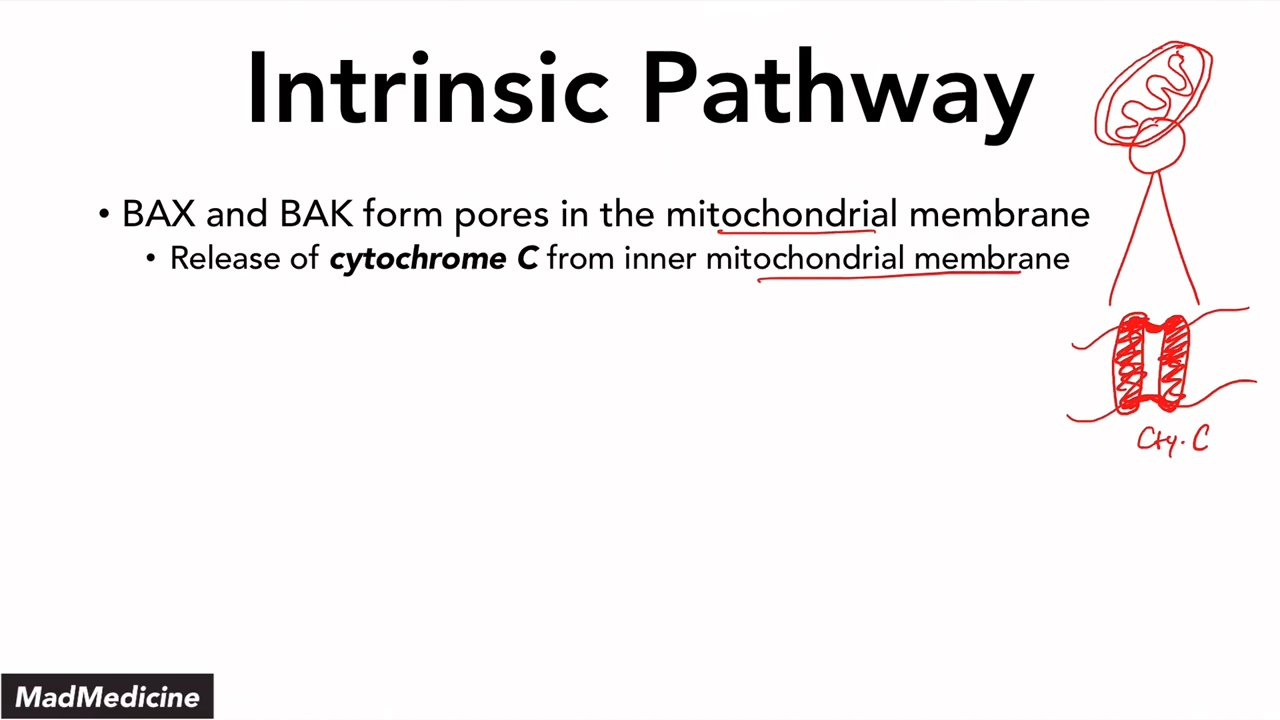 Intrinsic Pathway
• BAX and BAK form pores in the mitochondrial membrane
• Release of cytochrome C from inner mitochondrial membrane
Cty. C
MadMedicine